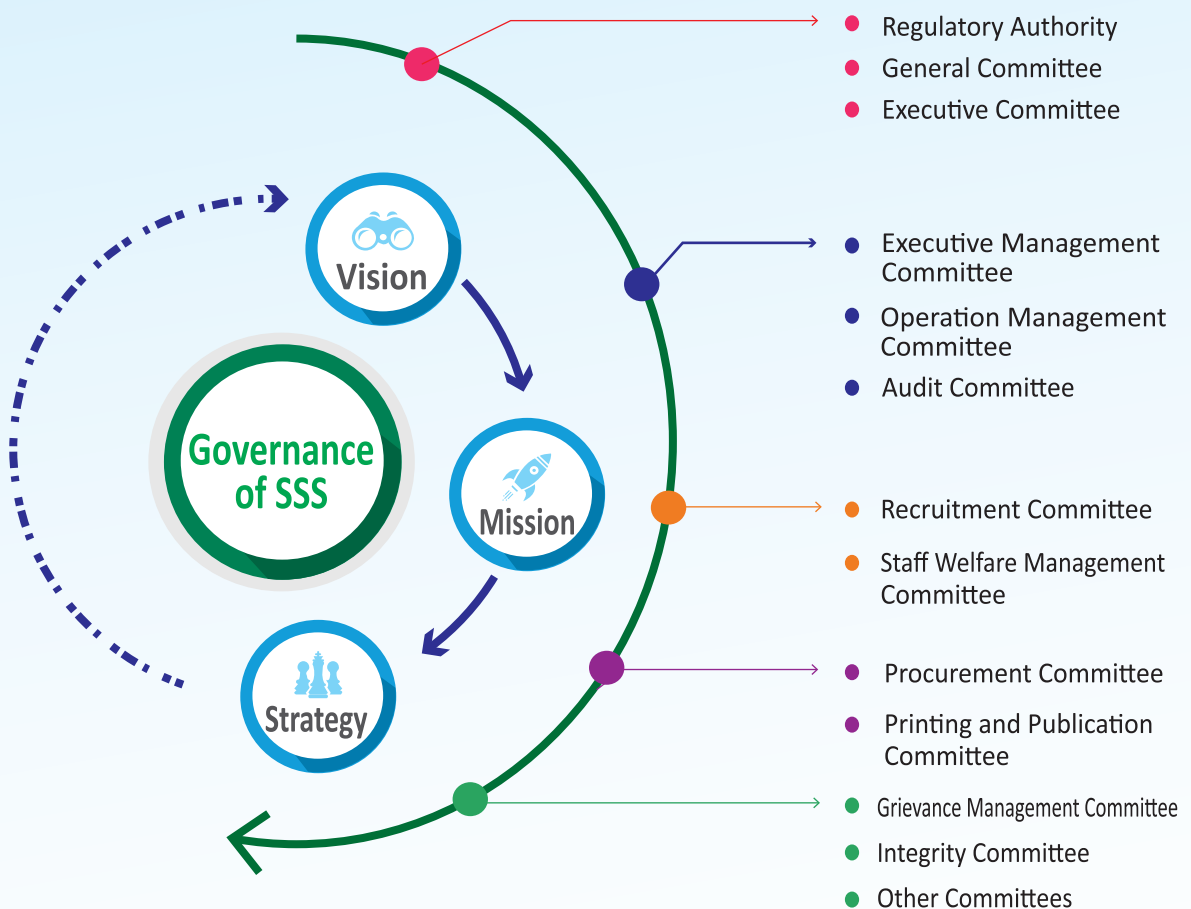 Regulatory Authority
General Committee
Executive Committee
Vision
Executive Management
Committee
Operation Management
Committee
Audit Committee
Governance
of SSS
Mission
Recruitment Committee
Staff Welfare Management
Committee
Strategy
Procurement Committee
Printing and Publication
Committee
Grievance Management Committee
Integrity Committee
Other Committees